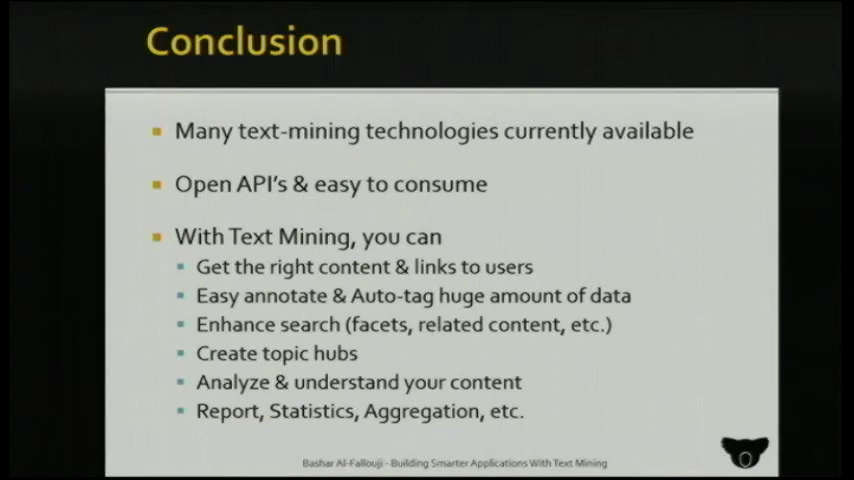 Conclusion
Many text-mining technologies currently available
Open API's & easy to consume
With Text Mining, you can
Get the right content & links to users
Easy annotate & Auto-tag huge amount of data
Enhance search (facets, related content, etc.)
Create topic hubs
Analyze & understand your content
Report, Statistics, Aggregation, etc.
Bashar Al-Fallouji - Building Smarter Applications With Text Mining